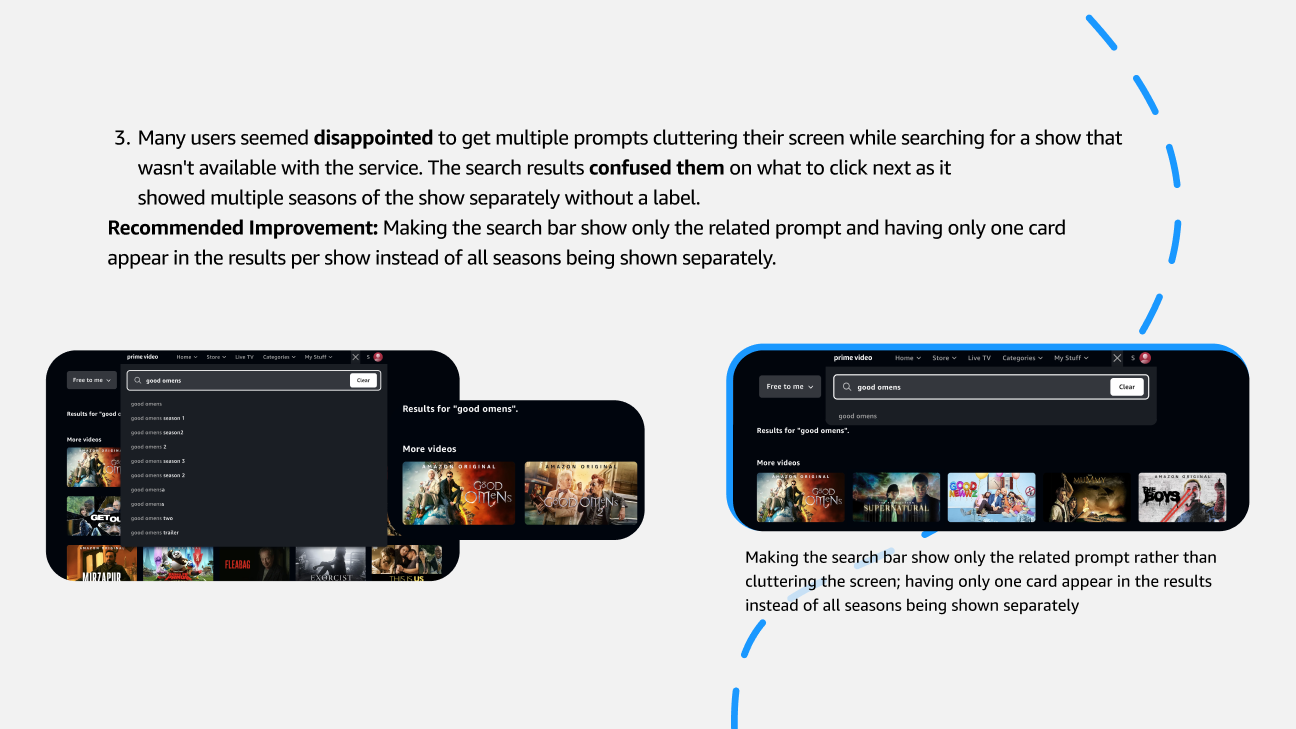 3. Many users seemed disappointed to get multiple prompts cluttering their screen while searching for a show that
wasn't available with the service. The search results confused them on what to click next as it
showed multiple seasons of the show separately without a label.
Recommended Improvement: Making the search bar show only the related prompt and having only one card
appear in the results per show instead of all seasons being shown separately.
prime video Home Store Live TV Categories My Stuff S
Free to me
good omens
Clear
Results for "good o
good omens
good omens season 1
good omens season2
More videos
good omens 2
good omens season 3
good omens season 2
good omensa
good omens
good omens two
good omens trailer
GET OU
AMAZON ORIGINAL
MIRZAPUR
FLEABAG
EXORCIST
THIS IS US
Results for "good omens".
More videos
AMAZON ORIGINAL
GOOD OMENS
AMAZON ORIGINAL
GOOD OMENS
prime video Home Store Live TV Categories My Stuff S
Free to me
good omens
Clear
good omens
Results for "good omens".
More videos
AMAZON ORIGINAL
GOOD OMENS
SUPERNATURAL
GOOD NEWWZ
THE MUMMY
AMAZON ORIGINAL
THE BOYS
Making the search bar show only the related prompt rather than
cluttering the screen; having only one card appear in the results
instead of all seasons being shown separately